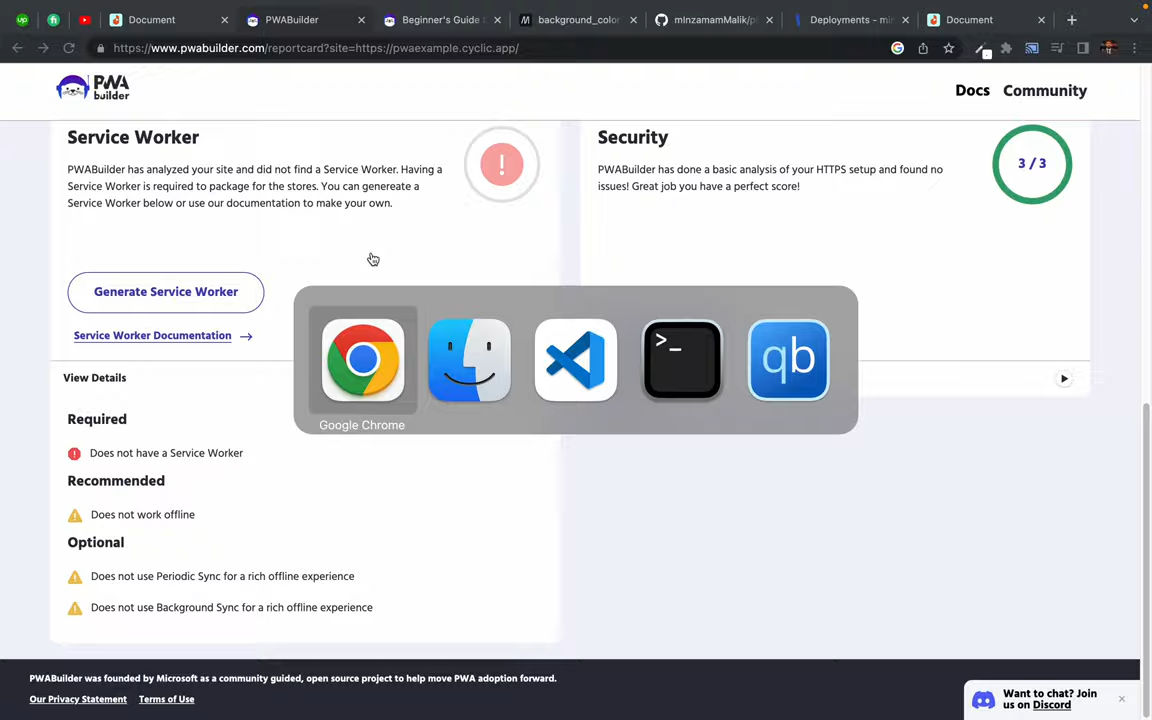 up
fi
Document
PWABuilder
Beginner's Guide
M
background_colo
mInzamamMalik/p
Deployments - mi
Document
https://www.pwabuilder.com/reportcard?site=https://pwaexample.cyclic.app/
PWA
builder
Docs
Community
Service Worker
PWABuilder has analyzed your site and did not find a Service Worker. Having a
Service Worker is required to package for the stores. You can genereate a
Service Worker below or use our documentation to make your own.
!
Generate Service Worker
Service Worker Documentation
Security
PWABuilder has done a basic analysis of your HTTPS setup and found no
issues! Great job you have a perfect score!
3 / 3
>_
qb
Google Chrome
View Details
Required
Does not have a Service Worker
Recommended
Does not work offline
Optional
Does not use Periodic Sync for a rich offline experience
Does not use Background Sync for a rich offline experience
PWABuilder was founded by Microsoft as a community guided, open source project to help move PWA adoption forward.
Our Privacy Statement
Terms of Use
Want to chat? Join
us on Discord